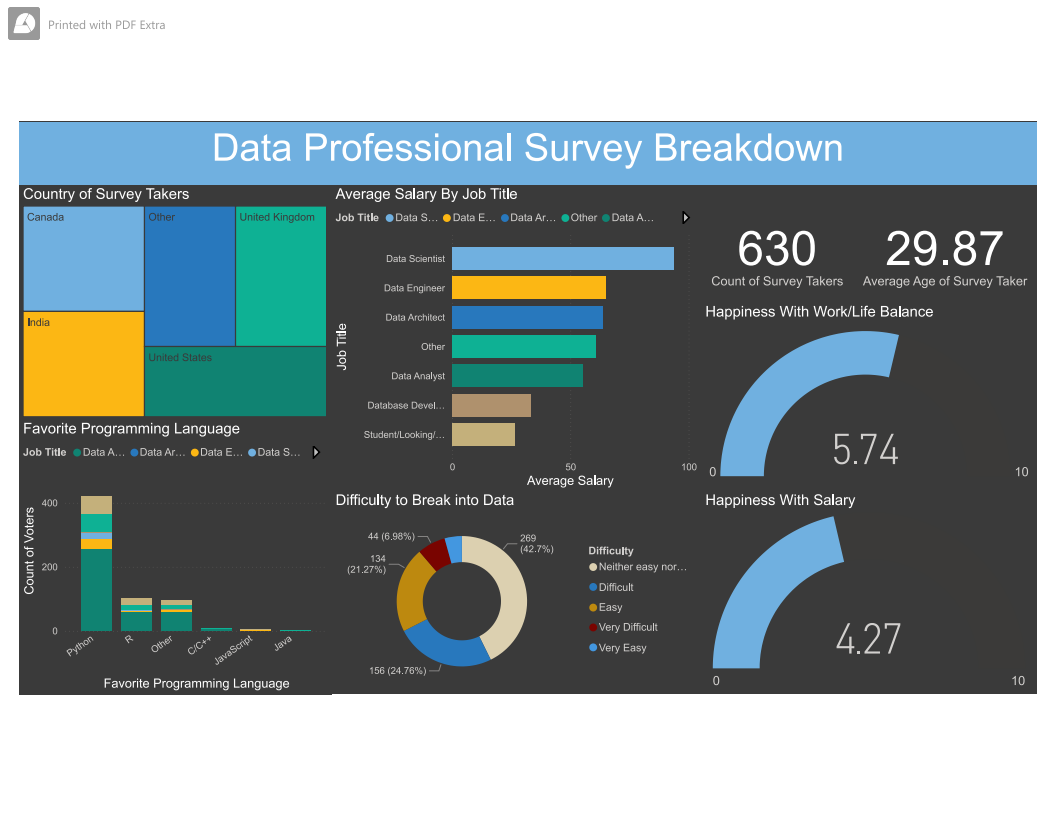 Printed with PDF Extra
Data Professional Survey Breakdown
Country of Survey Takers
Canada
Other
United Kingdom
India
United States
Average Salary By Job Title
Job Title Data S... Data E... Data Ar... Other Data A...
Job Title
Data Scientist
Data Engineer
Data Architect
Other
Data Analyst
Database Devel...
Student/Looking/...
0 50 100
Average Salary
630
Count of Survey Takers
29.87
Average Age of Survey Taker
Happiness With Work/Life Balance
5.74
0 10
Favorite Programming Language
Job Title Data A... Data Ar... Data E... Data S...
Count of Voters
400
200
0
Python R Other C/C++ JavaScript Java
Favorite Programming Language
Difficulty to Break into Data
44 (6.98%)
269
(42.7%)
134
(21.27%)
156 (24.76%)
Difficulty
Neither easy nor...
Difficult
Easy
Very Difficult
Very Easy
Happiness With Salary
4.27
0 10